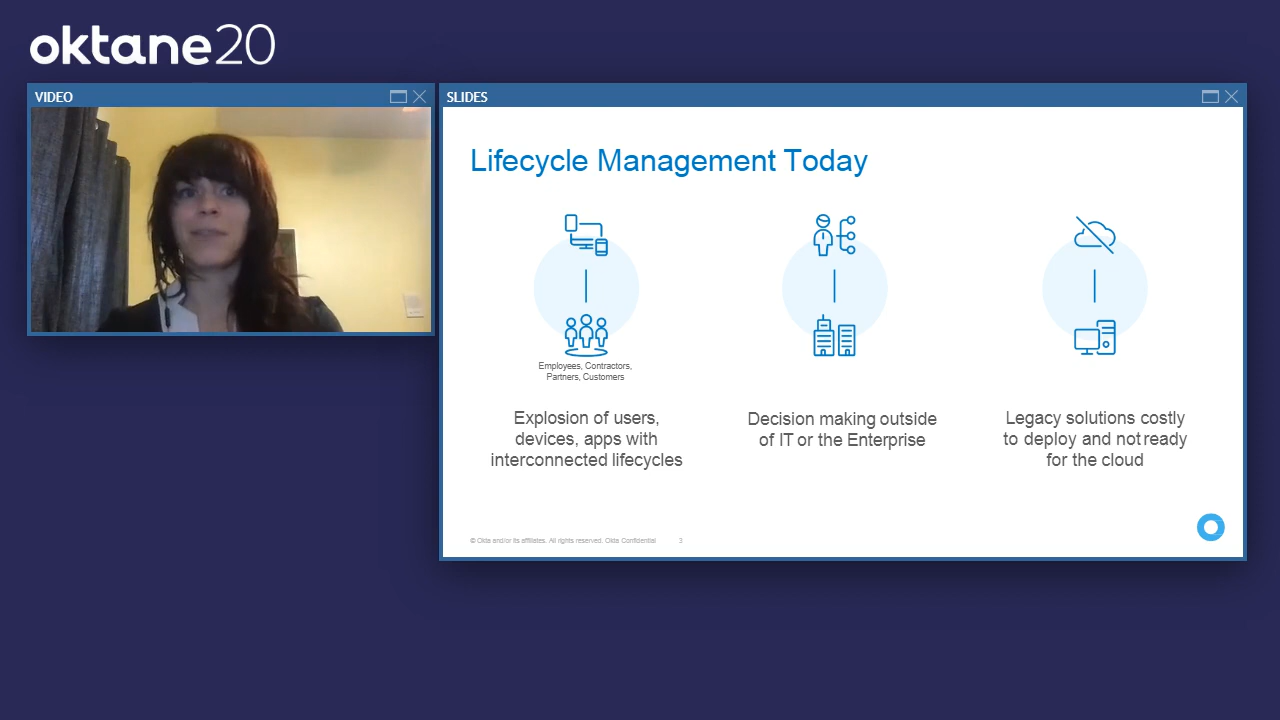 oktane20
VIDEO
SLIDES
Lifecycle Management Today
Employees, Contractors,
Partners, Customers
Explosion of users,
devices, apps with
interconnected lifecycles
Decision making outside
of IT or the Enterprise
Legacy solutions costly
to deploy and not ready
for the cloud
© Okta and/or its affiliates. All rights reserved. Okta Confidential 3